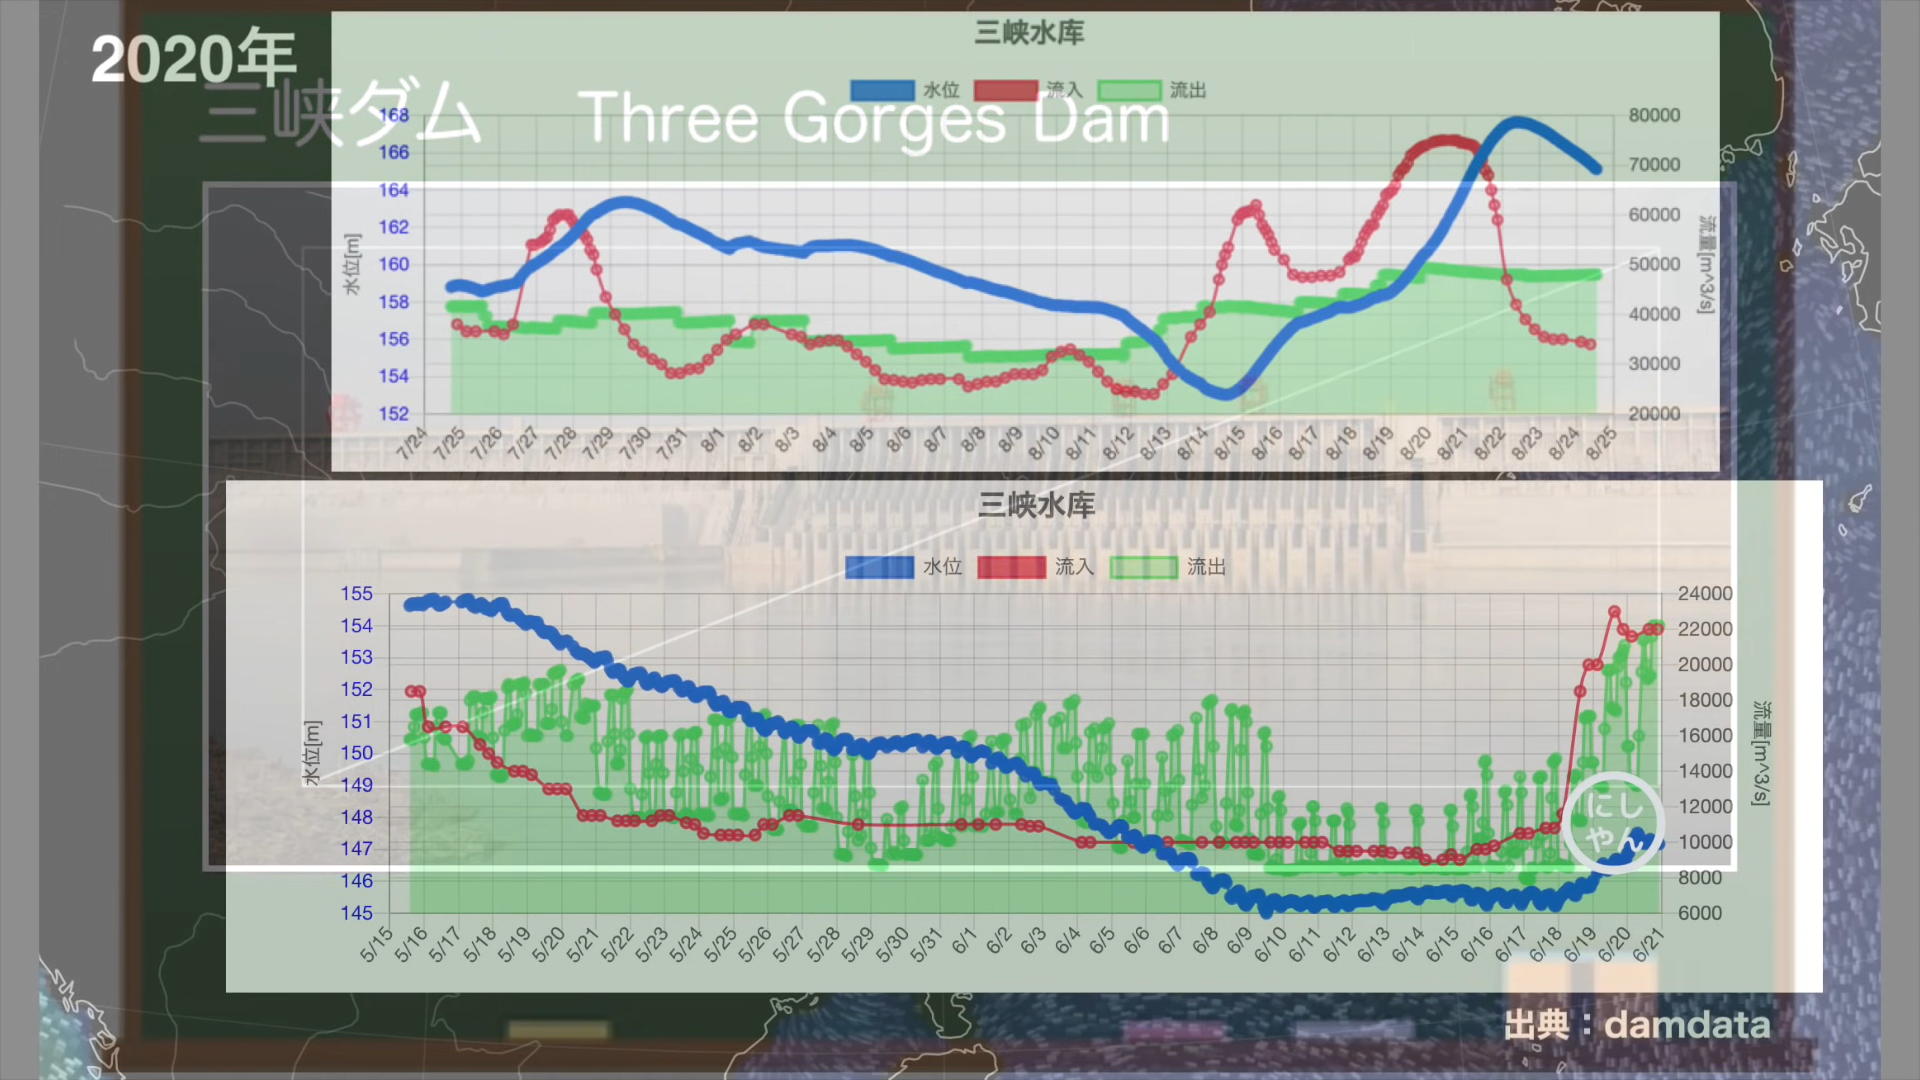 2020年
三峡ダム Three Gorges Dam
三峡水库
水位 流入 流出
168
166
164
162
160
158
156
154
152
水位[m]
80000
70000
60000
50000
40000
30000
20000
流量[m^3/s]
7/24 7/25 7/26 7/27 7/28 7/29 7/30 7/31 8/1 8/2 8/3 8/4 8/5 8/6 8/7 8/8 8/9 8/10 8/11 8/12 8/13 8/14 8/15 8/16 8/17 8/18 8/19 8/20 8/21 8/22 8/23 8/24 8/25
三峡水库
水位 流入 流出
155
154
153
152
151
150
149
148
147
146
145
水位[m]
24000
22000
20000
18000
16000
14000
12000
10000
8000
6000
流量[m^3/s]
5/15 5/16 5/17 5/18 5/19 5/20 5/21 5/22 5/23 5/24 5/25 5/26 5/27 5/28 5/29 5/30 5/31 6/1 6/2 6/3 6/4 6/5 6/6 6/7 6/8 6/9 6/10 6/11 6/12 6/13 6/14 6/15 6/16 6/17 6/18 6/19 6/20 6/21
にし
やん
出典：damdata